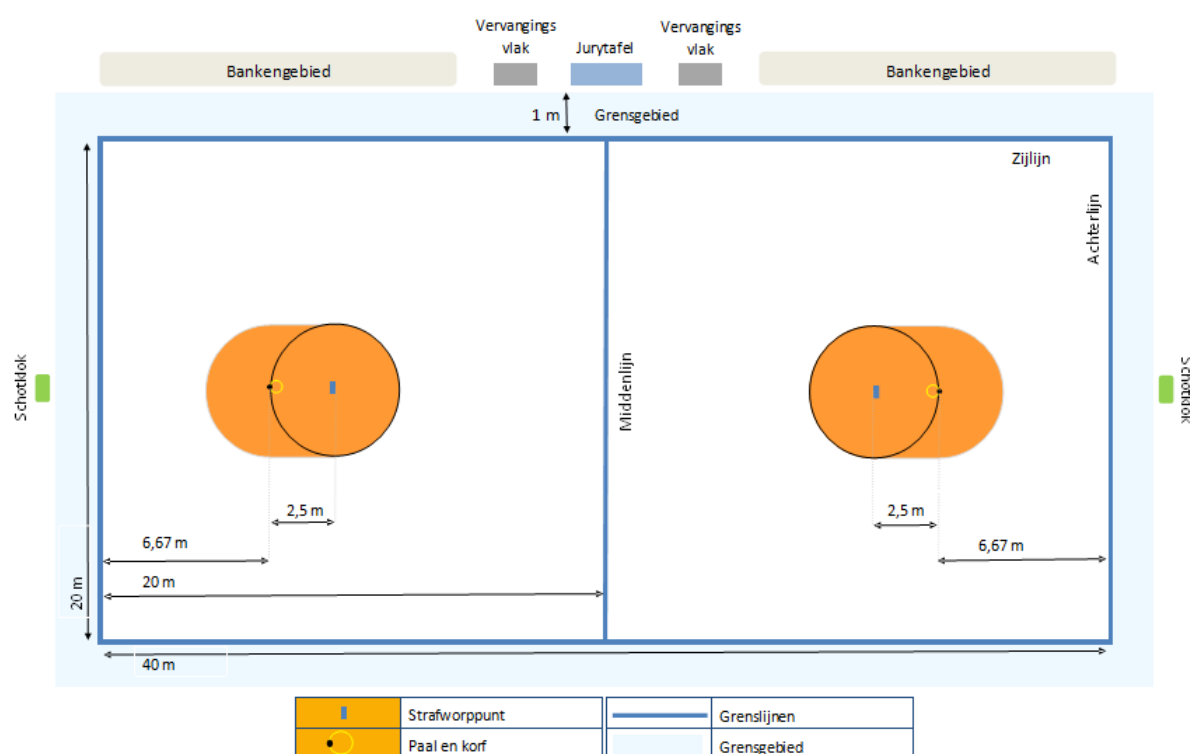 Vervangings
vlak
Jurytafel
Vervangings
vlak
Bankengebied
Bankengebied
1 m
Grensgebied
Zijlijn
Achterlijn
Middenlijn
Schotklok
Schotklok
2,5 m
2,5 m
6,67 m
6,67 m
20 m
20 m
40 m
Strafworppunt
Grenslijnen
Paal en korf
Grensgebied